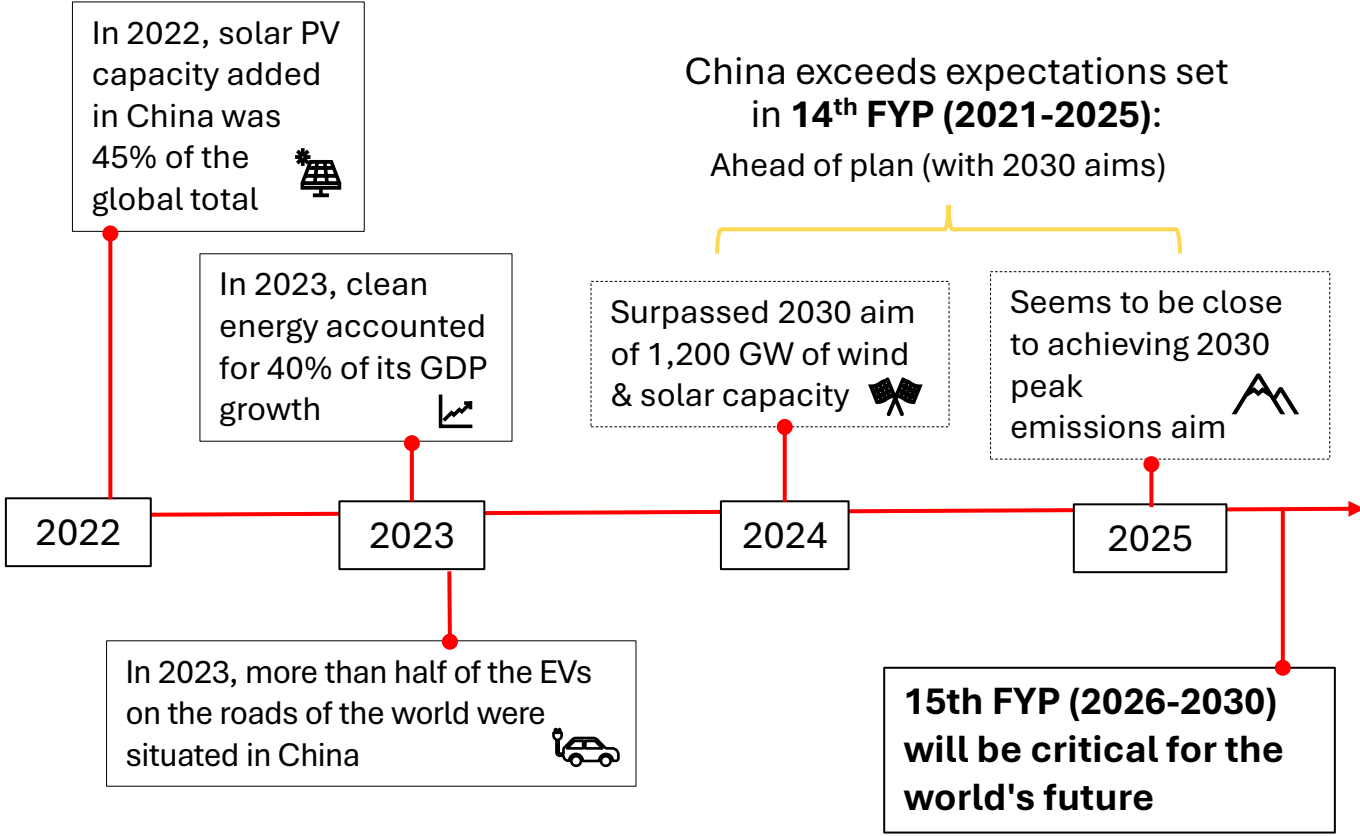 In 2022, solar PV
capacity added
in China was
45% of the
global total
China exceeds expectations set
in 14th FYP (2021-2025):
Ahead of plan (with 2030 aims)
In 2023, clean
energy accounted
for 40% of its GDP
growth
Surpassed 2030 aim
of 1,200 GW of wind
& solar capacity
Seems to be close
to achieving 2030
peak
emissions aim
2022
2023
2024
2025
In 2023, more than half of the EVs
on the roads of the world were
situated in China
15th FYP (2026-2030)
will be critical for the
world's future